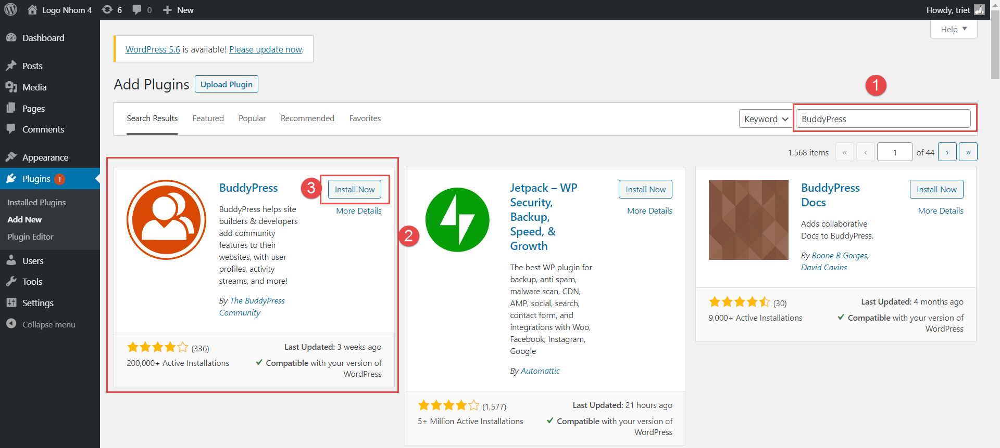 Logo Nhom 4
6
0
New
Howdy, triet
Dashboard
Posts
Media
Pages
Comments
Appearance
Plugins 1
Installed Plugins
Add New
Plugin Editor
Users
Tools
Settings
Collapse menu
Help
WordPress 5.6 is available! Please update now.
Add Plugins
Upload Plugin
1
Search Results
Featured
Popular
Recommended
Favorites
Keyword
BuddyPress
1,568 items
«
‹
1
of 44
›
»
BuddyPress
3
Install Now
More Details
BuddyPress helps site
builders & developers
add community
features to their
websites, with user
profiles, activity
streams, and more!
By The BuddyPress
Community
(336)
200,000+ Active Installations
Last Updated: 3 weeks ago
Compatible with your version of
WordPress
2
Jetpack – WP
Security,
Backup,
Speed, &
Growth
Install Now
More Details
The best WP plugin for
backup, anti spam,
malware scan, CDN,
AMP, social, search,
contact form, and
integrations with Woo,
Facebook, Instagram,
Google
By Automattic
(1,577)
5+ Million Active Installations
Last Updated: 21 hours ago
Compatible with your version of
WordPress
BuddyPress
Docs
Install Now
More Details
Adds collaborative
Docs to BuddyPress.
By Boone B Gorges,
David Cavins
(30)
9,000+ Active Installations
Last Updated: 4 months ago
Compatible with your version of
WordPress